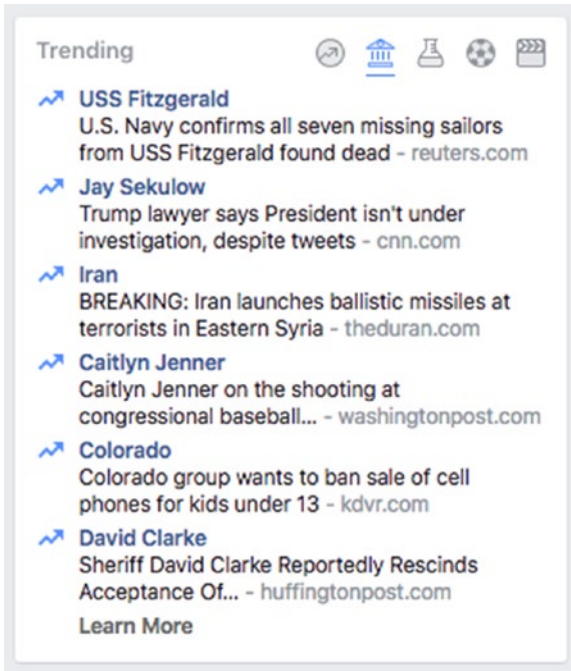 Trending
USS Fitzgerald
U.S. Navy confirms all seven missing sailors
from USS Fitzgerald found dead - reuters.com
Jay Sekulow
Trump lawyer says President isn't under
investigation, despite tweets - cnn.com
Iran
BREAKING: Iran launches ballistic missiles at
terrorists in Eastern Syria - theduran.com
Caitlyn Jenner
Caitlyn Jenner on the shooting at
congressional baseball... - washingtonpost.com
Colorado
Colorado group wants to ban sale of cell
phones for kids under 13 - kdvr.com
David Clarke
Sheriff David Clarke Reportedly Rescinds
Acceptance Of... - huffingtonpost.com
Learn More